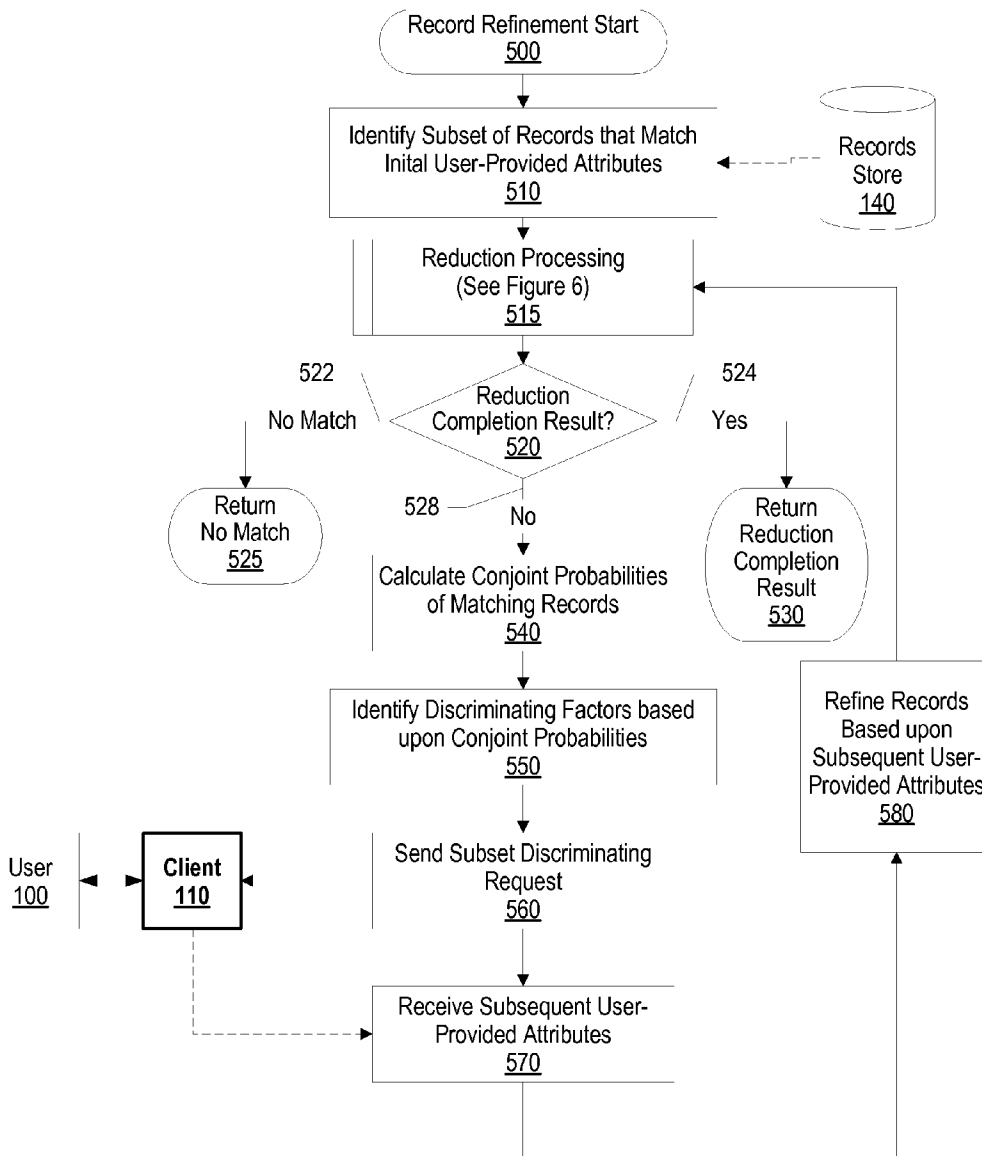 Record Refinement Start
500
Identify Subset of Records that Match
Inital User-Provided Attributes
510
Records
Store
140
Reduction Processing
(See Figure 6)
515
522
524
Reduction
Completion Result?
520
No Match
Yes
Return
No Match
525
528
No
Return
Reduction
Completion
Result
530
Calculate Conjoint Probabilities
of Matching Records
540
Identify Discriminating Factors based
upon Conjoint Probabilities
550
Refine Records
Based upon
Subsequent User-
Provided Attributes
580
User
100
Client
110
Send Subset Discriminating
Request
560
Receive Subsequent User-
Provided Attributes
570